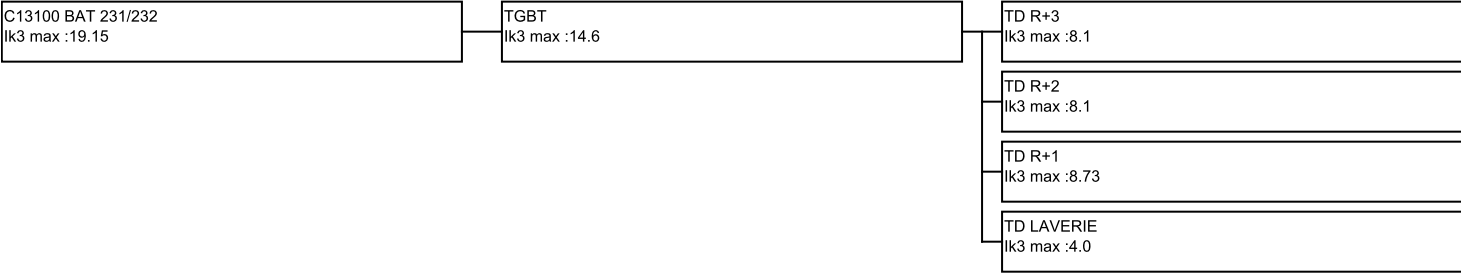 C13100 BAT 231/232
Ik3 max :19.15
TGBT
Ik3 max :14.6
TD R+3
Ik3 max :8.1
TD R+2
Ik3 max :8.1
TD R+1
Ik3 max :8.73
TD LAVERIE
Ik3 max :4.0